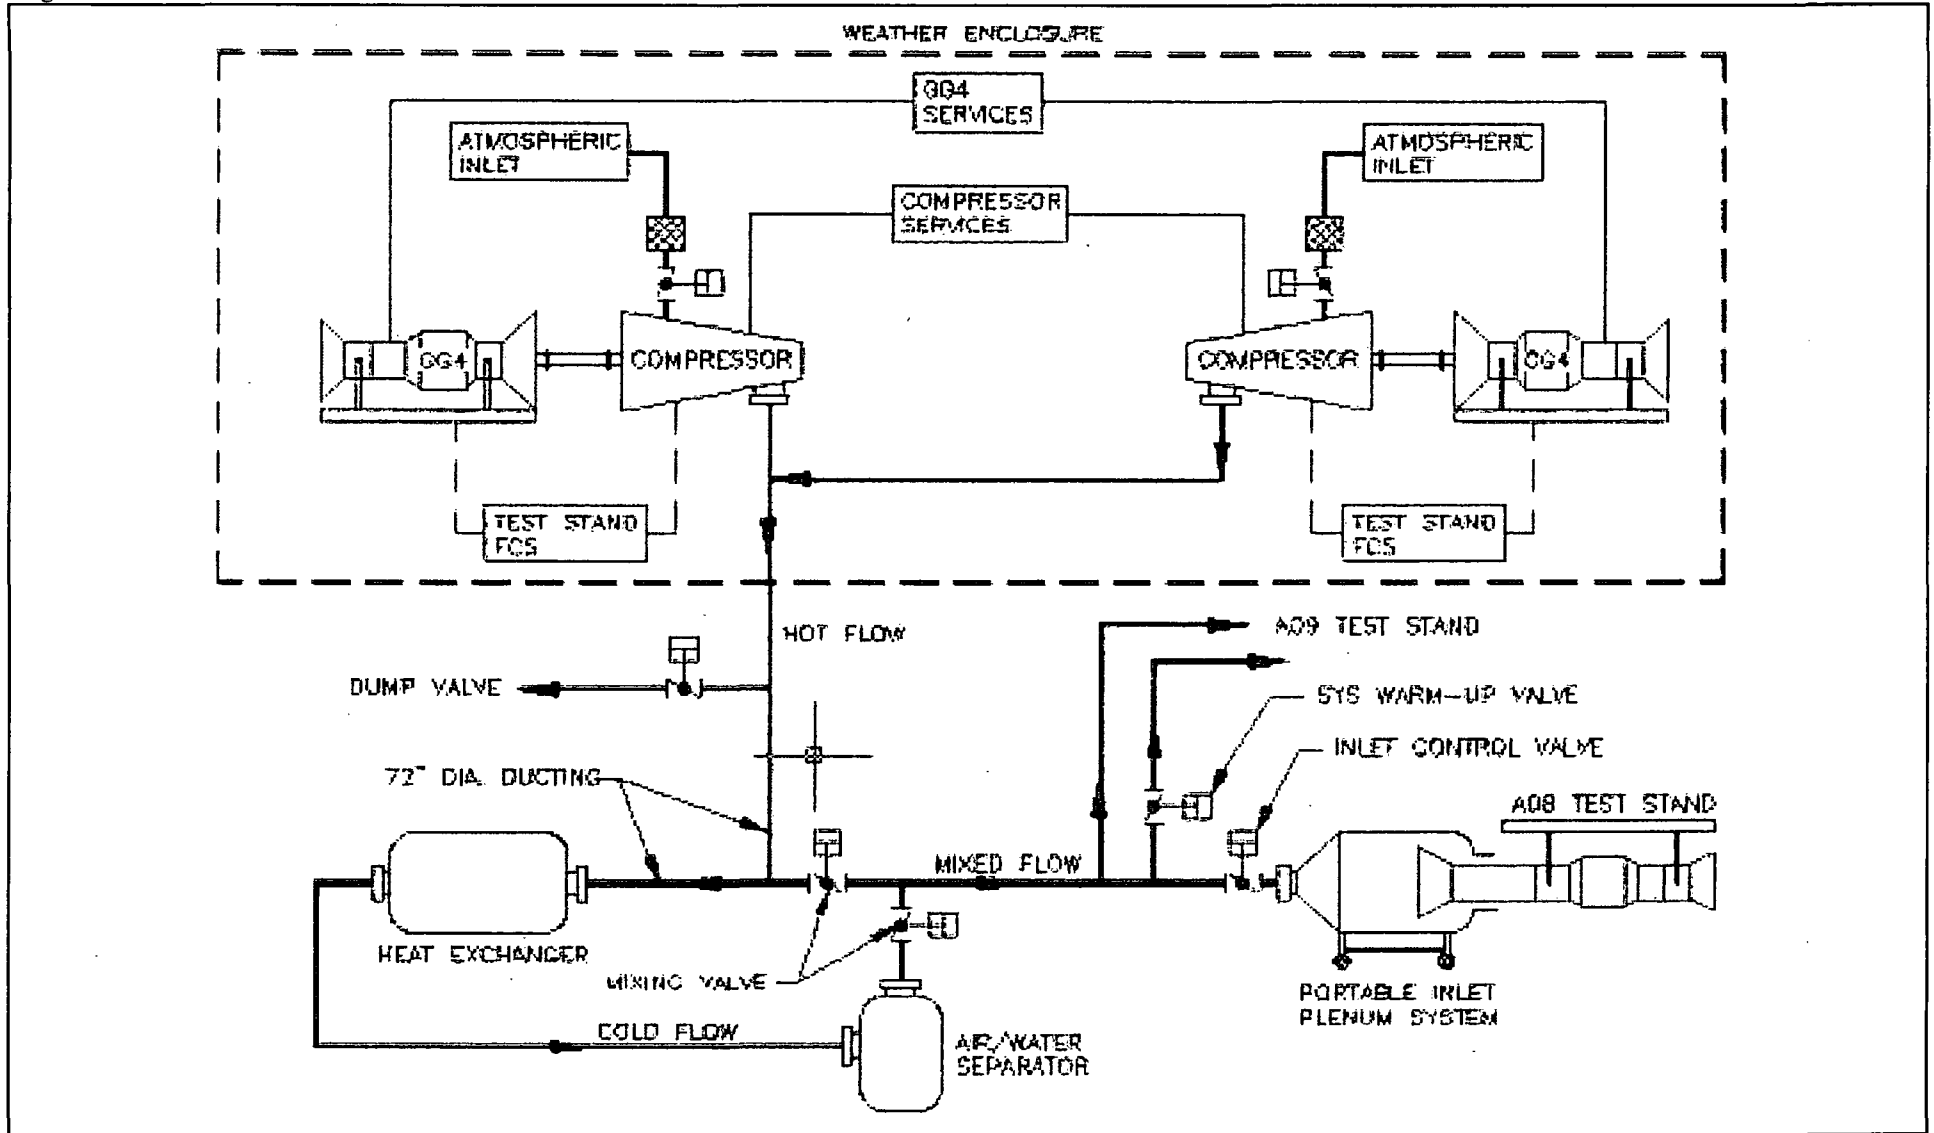 WEATHER ENCLOSURE
GG4
SERVICES
ATMOSPHERIC
INLET
ATMOSPHERIC
INLET
COMPRESSOR
SERVICES
GG4
COMPRESSOR
COMPRESSOR
GG4
TEST STAND
FCS
TEST STAND
FCS
HOT FLOW
A09 TEST STAND
DUMP VALVE
SYS WARM-UP VALVE
INLET CONTROL VALVE
72" DIA. DUCTING
A08 TEST STAND
MIXED FLOW
HEAT EXCHANGER
MIXING VALVE
PORTABLE INLET
PLENUM SYSTEM
COLD FLOW
AIR/WATER
SEPARATOR